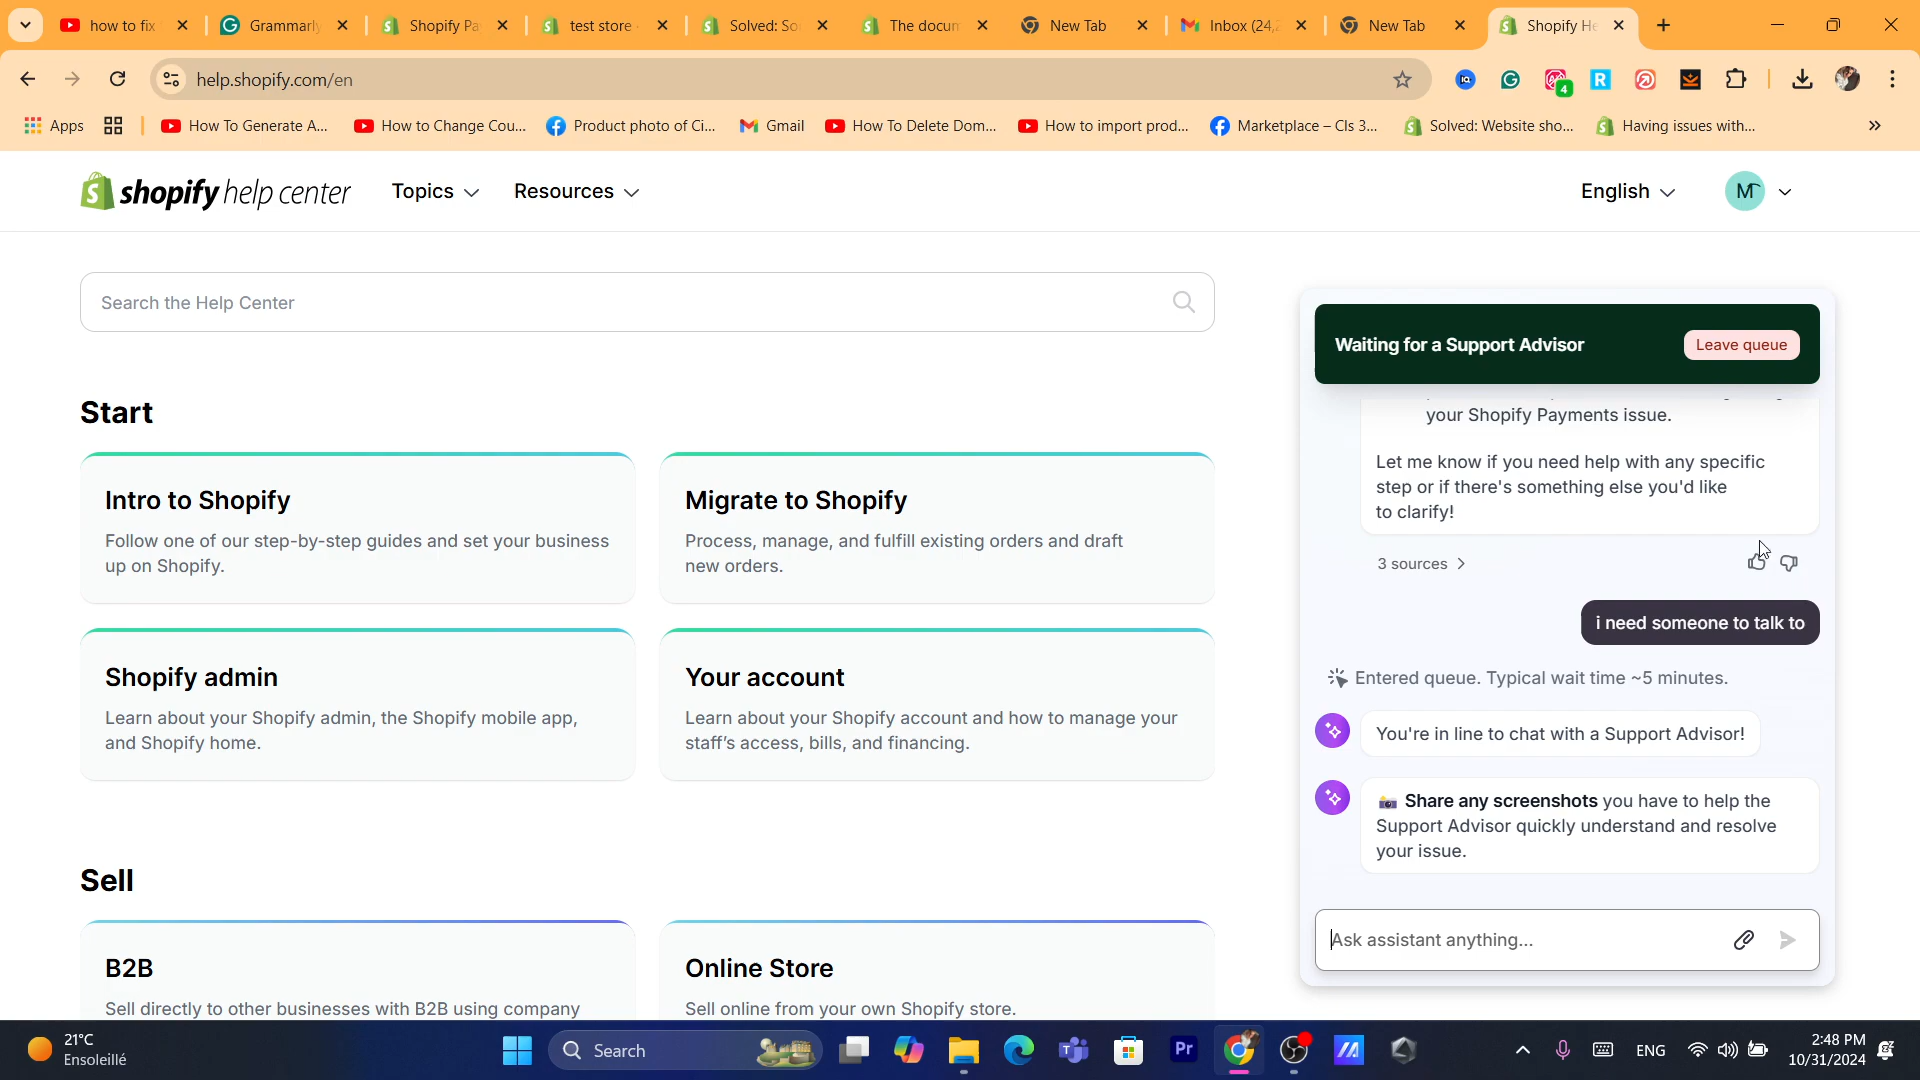 how to fix
Grammarly
Shopify Pa
test store
Solved: So
The docum
New Tab
Inbox (24,
New Tab
Shopify He
help.shopify.com/en
4
Apps
How To Generate A...
How to Change Cou...
Product photo of Ci...
Gmail
How To Delete Dom...
How to import prod...
Marketplace – Cls 3...
Solved: Website sho...
Having issues with...
shopify help center
Topics
Resources
English
Search the Help Center
Start
Intro to Shopify
Follow one of our step-by-step guides and set your business
up on Shopify.
Migrate to Shopify
Process, manage, and fulfill existing orders and draft
new orders.
Shopify admin
Learn about your Shopify admin, the Shopify mobile app,
and Shopify home.
Your account
Learn about your Shopify account and how to manage your
staff's access, bills, and financing.
Sell
B2B
Sell directly to other businesses with B2B using company
Online Store
Sell online from your own Shopify store.
Waiting for a Support Advisor
Leave queue
your Shopify Payments issue.
Let me know if you need help with any specific
step or if there's something else you'd like
to clarify!
3 sources
i need someone to talk to
Entered queue. Typical wait time ~5 minutes.
You're in line to chat with a Support Advisor!
📸 Share any screenshots you have to help the
Support Advisor quickly understand and resolve
your issue.
Ask assistant anything...
21°C
Ensoleillé
Search
Pr
ENG
2:48 PM
10/31/2024